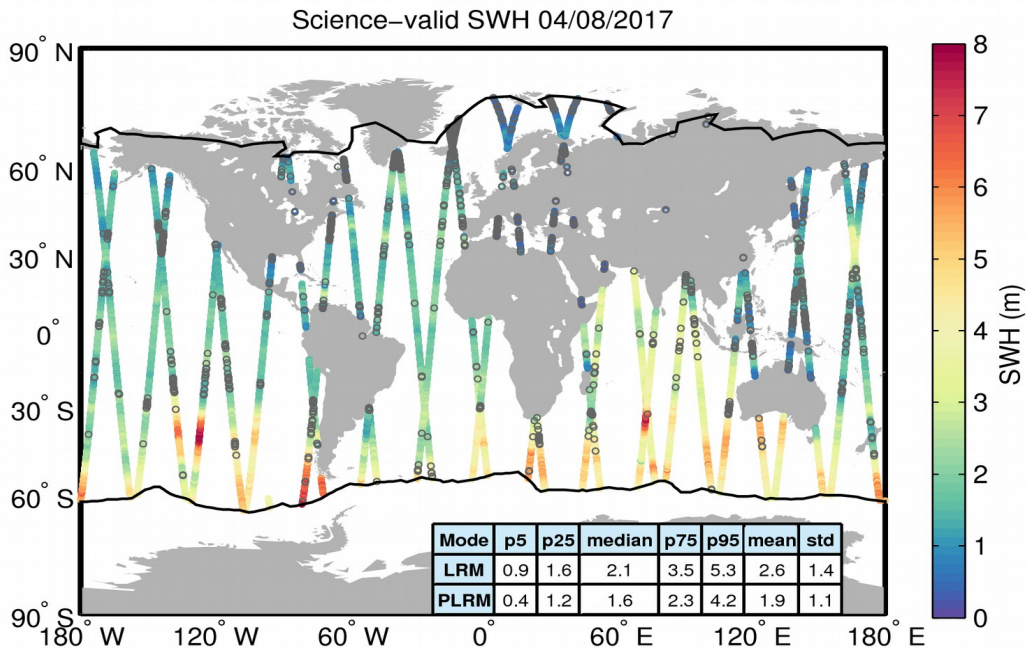 Science−valid SWH 04/08/2017
90° N
60° N
30° N
0°
30° S
60° S
90° S
180° W
120° W
60° W
0°
60° E
120° E
180° E
Mode p5 p25 median p75 p95 mean std
LRM 0.9 1.6 2.1 3.5 5.3 2.6 1.4
PLRM 0.4 1.2 1.6 2.3 4.2 1.9 1.1
8
7
6
5
4
3
2
1
0
SWH (m)